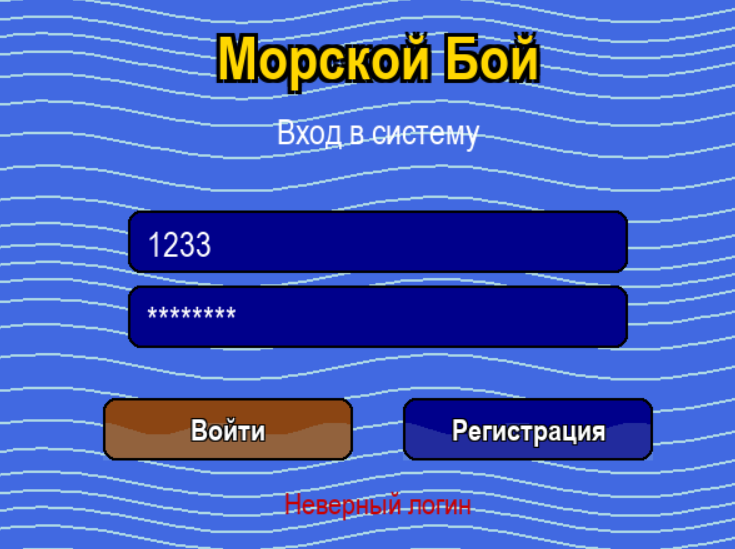 Морской Бой
Вход в систему
1233
********
Войти
Регистрация
Неверный логин